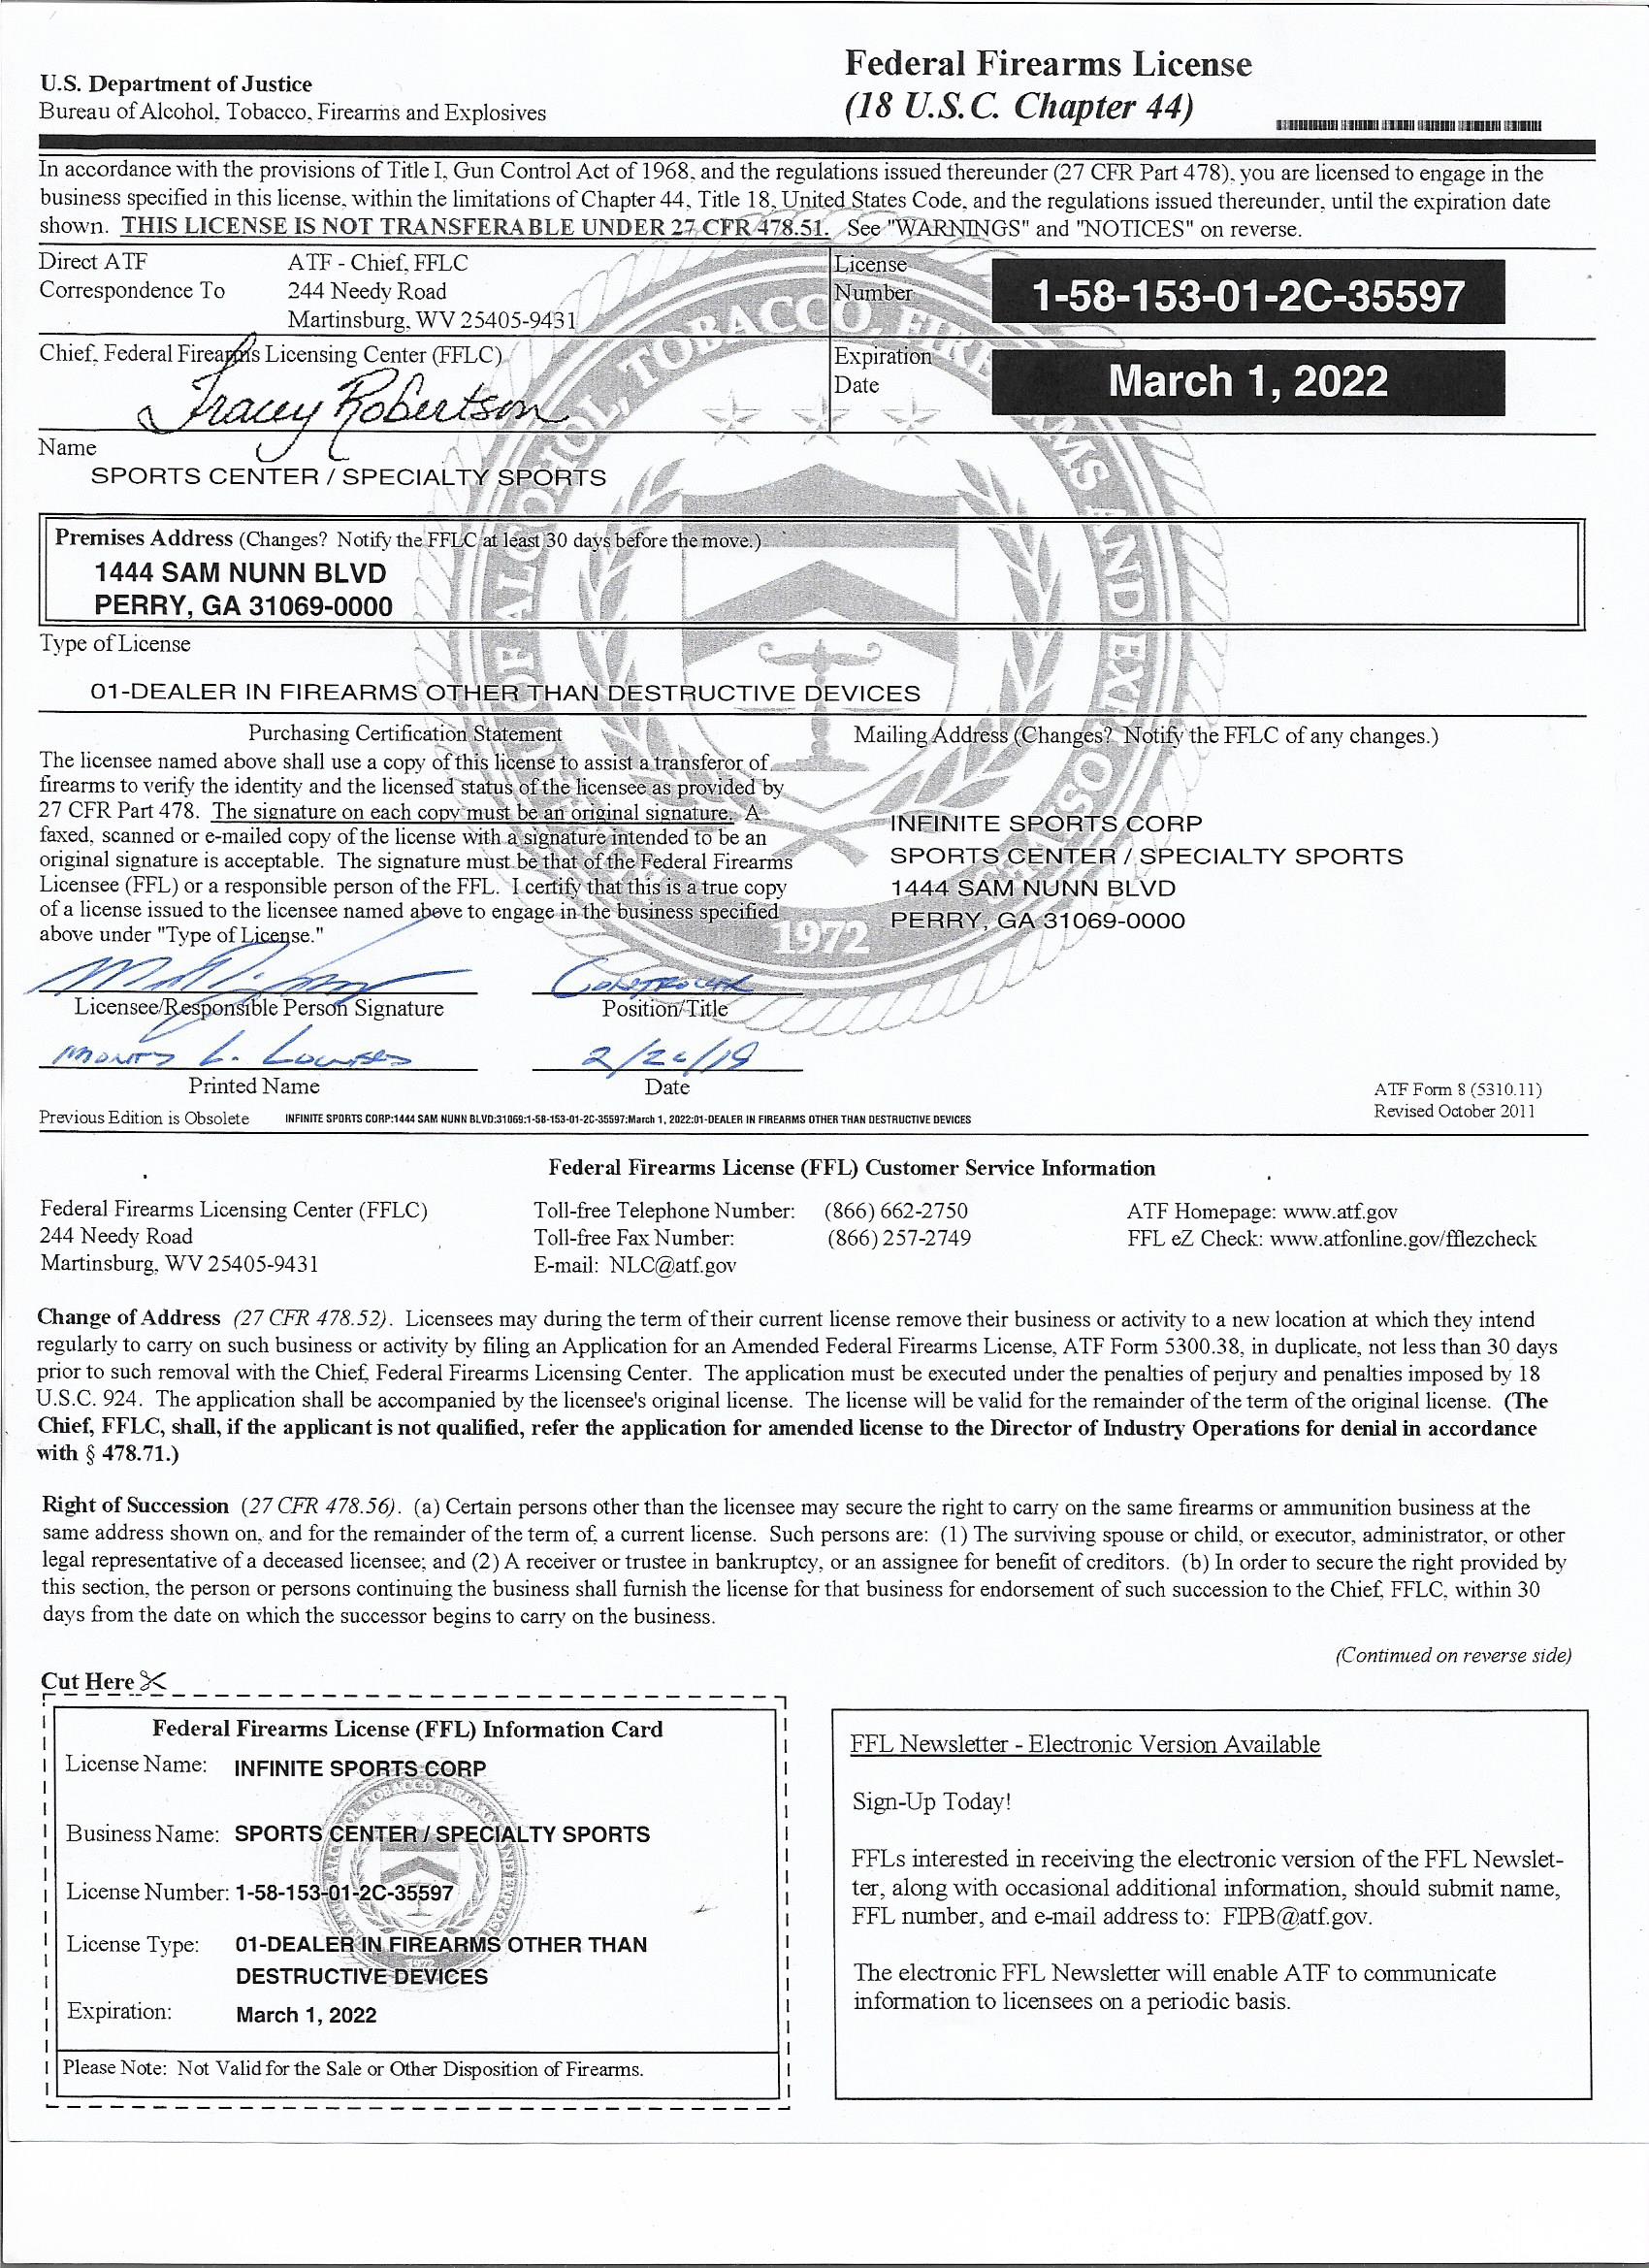 U.S. Department of Justice
Bureau of Alcohol, Tobacco, Firearms and Explosives
Federal Firearms License
(18 U.S.C. Chapter 44)
In accordance with the provisions of Title I, Gun Control Act of 1968, and the regulations issued thereunder (27 CFR Part 478), you are licensed to engage in the
business specified in this license, within the limitations of Chapter 44, Title 18, United States Code, and the regulations issued thereunder, until the expiration date
shown. THIS LICENSE IS NOT TRANSFERABLE UNDER 27 CFR 478.51. See "WARNINGS" and "NOTICES" on reverse.
Direct ATF
Correspondence To
ATF - Chief, FFLC
244 Needy Road
Martinsburg, WV 25405-9431
License
Number
1-58-153-01-2C-35597
Chief, Federal Firearms Licensing Center (FFLC)
Tracey Robertson
Expiration
Date
March 1, 2022
Name
SPORTS CENTER / SPECIALTY SPORTS
Premises Address (Changes? Notify the FFLC at least 30 days before the move.)
1444 SAM NUNN BLVD
PERRY, GA 31069-0000
Type of License
01-DEALER IN FIREARMS OTHER THAN DESTRUCTIVE DEVICES
Purchasing Certification Statement
The licensee named above shall use a copy of this license to assist a transferor of
firearms to verify the identity and the licensed status of the licensee as provided by
27 CFR Part 478. The signature on each copy must be an original signature. A
faxed, scanned or e-mailed copy of the license with a signature intended to be an
original signature is acceptable. The signature must be that of the Federal Firearms
Licensee (FFL) or a responsible person of the FFL. I certify that this is a true copy
of a license issued to the licensee named above to engage in the business specified
above under "Type of License."
Mailing Address (Changes? Notify the FFLC of any changes.)
INFINITE SPORTS CORP
SPORTS CENTER / SPECIALTY SPORTS
1444 SAM NUNN BLVD
PERRY, GA 31069-0000
1972
Licensee/Responsible Person Signature
Position/Title
L.
Printed Name
Date
ATF Form 8 (5310.11)
Revised October 2011
Previous Edition is Obsolete
INFINITE SPORTS CORP:1444 SAM NUNN BLVD:31069:1-58-153-01-2C-35597:March 1, 2022:01-DEALER IN FIREARMS OTHER THAN DESTRUCTIVE DEVICES
Federal Firearms License (FFL) Customer Service Information
Federal Firearms Licensing Center (FFLC)
244 Needy Road
Martinsburg, WV 25405-9431
Toll-free Telephone Number: (866) 662-2750
Toll-free Fax Number: (866) 257-2749
E-mail: NLC@atf.gov
ATF Homepage: www.atf.gov
FFL eZ Check: www.atfonline.gov/fflezcheck
Change of Address (27 CFR 478.52). Licensees may during the term of their current license remove their business or activity to a new location at which they intend
regularly to carry on such business or activity by filing an Application for an Amended Federal Firearms License, ATF Form 5300.38, in duplicate, not less than 30 days
prior to such removal with the Chief, Federal Firearms Licensing Center. The application must be executed under the penalties of perjury and penalties imposed by 18
U.S.C. 924. The application shall be accompanied by the licensee's original license. The license will be valid for the remainder of the term of the original license. (The
Chief, FFLC, shall, if the applicant is not qualified, refer the application for amended license to the Director of Industry Operations for denial in accordance
with § 478.71.)
Right of Succession (27 CFR 478.56). (a) Certain persons other than the licensee may secure the right to carry on the same firearms or ammunition business at the
same address shown on, and for the remainder of the term of, a current license. Such persons are: (1) The surviving spouse or child, or executor, administrator, or other
legal representative of a deceased licensee; and (2) A receiver or trustee in bankruptcy, or an assignee for benefit of creditors. (b) In order to secure the right provided by
this section, the person or persons continuing the business shall furnish the license for that business for endorsement of such succession to the Chief, FFLC, within 30
days from the date on which the successor begins to carry on the business.
(Continued on reverse side)
Cut Here
Federal Firearms License (FFL) Information Card
License Name: INFINITE SPORTS CORP
Business Name: SPORTS CENTER / SPECIALTY SPORTS
License Number: 1-58-153-01-2C-35597
License Type: 01-DEALER IN FIREARMS OTHER THAN
DESTRUCTIVE DEVICES
Expiration: March 1, 2022
Please Note: Not Valid for the Sale or Other Disposition of Firearms.
FFL Newsletter - Electronic Version Available
Sign-Up Today!
FFLs interested in receiving the electronic version of the FFL Newslet-
ter, along with occasional additional information, should submit name,
FFL number, and e-mail address to: FIPB@atf.gov.
The electronic FFL Newsletter will enable ATF to communicate
information to licensees on a periodic basis.